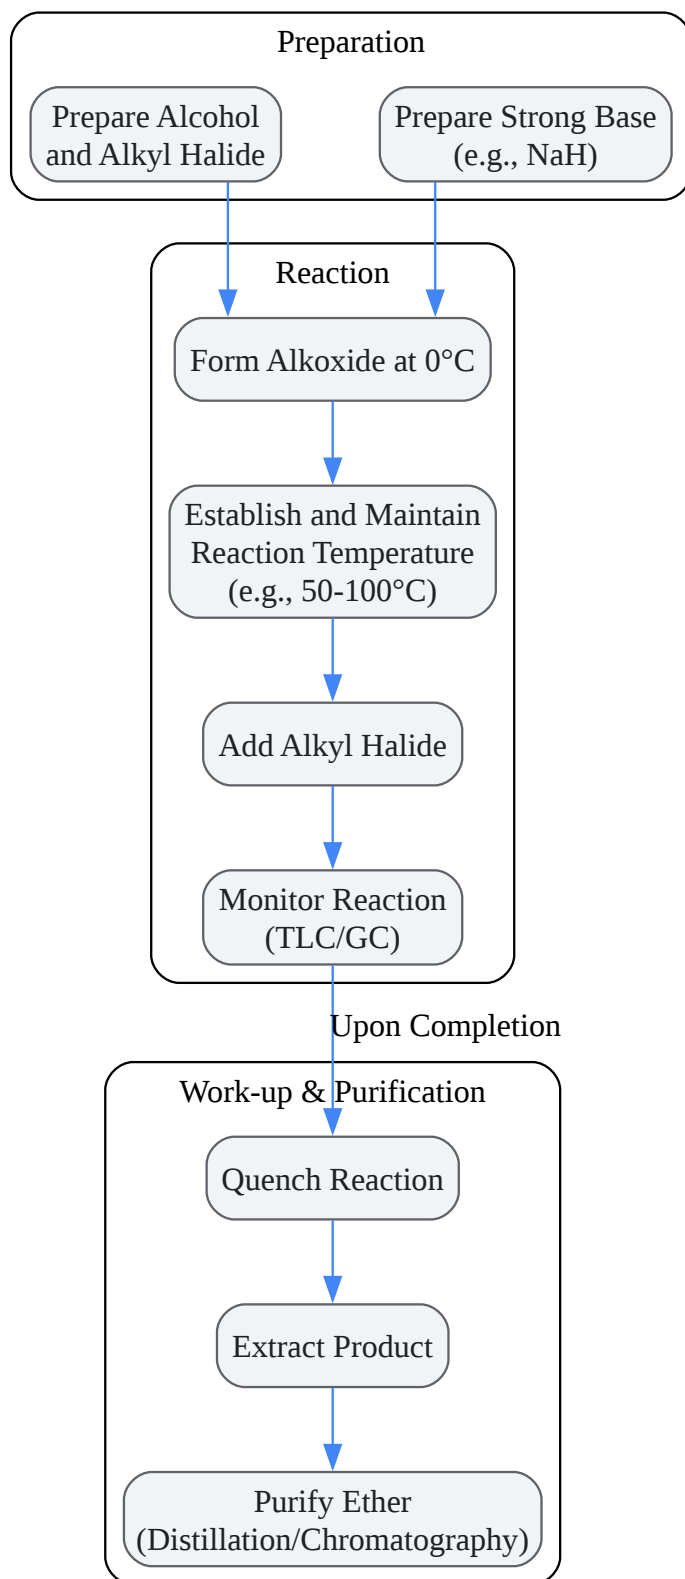 Preparation
Prepare Alcohol
and Alkyl Halide
Prepare Strong Base
(e.g., NaH)
Reaction
Form Alkoxide at 0°C
Establish and Maintain
Reaction Temperature
(e.g., 50-100°C)
Add Alkyl Halide
Monitor Reaction
(TLC/GC)
Upon Completion
Work-up & Purification
Quench Reaction
Extract Product
Purify Ether
(Distillation/Chromatography)